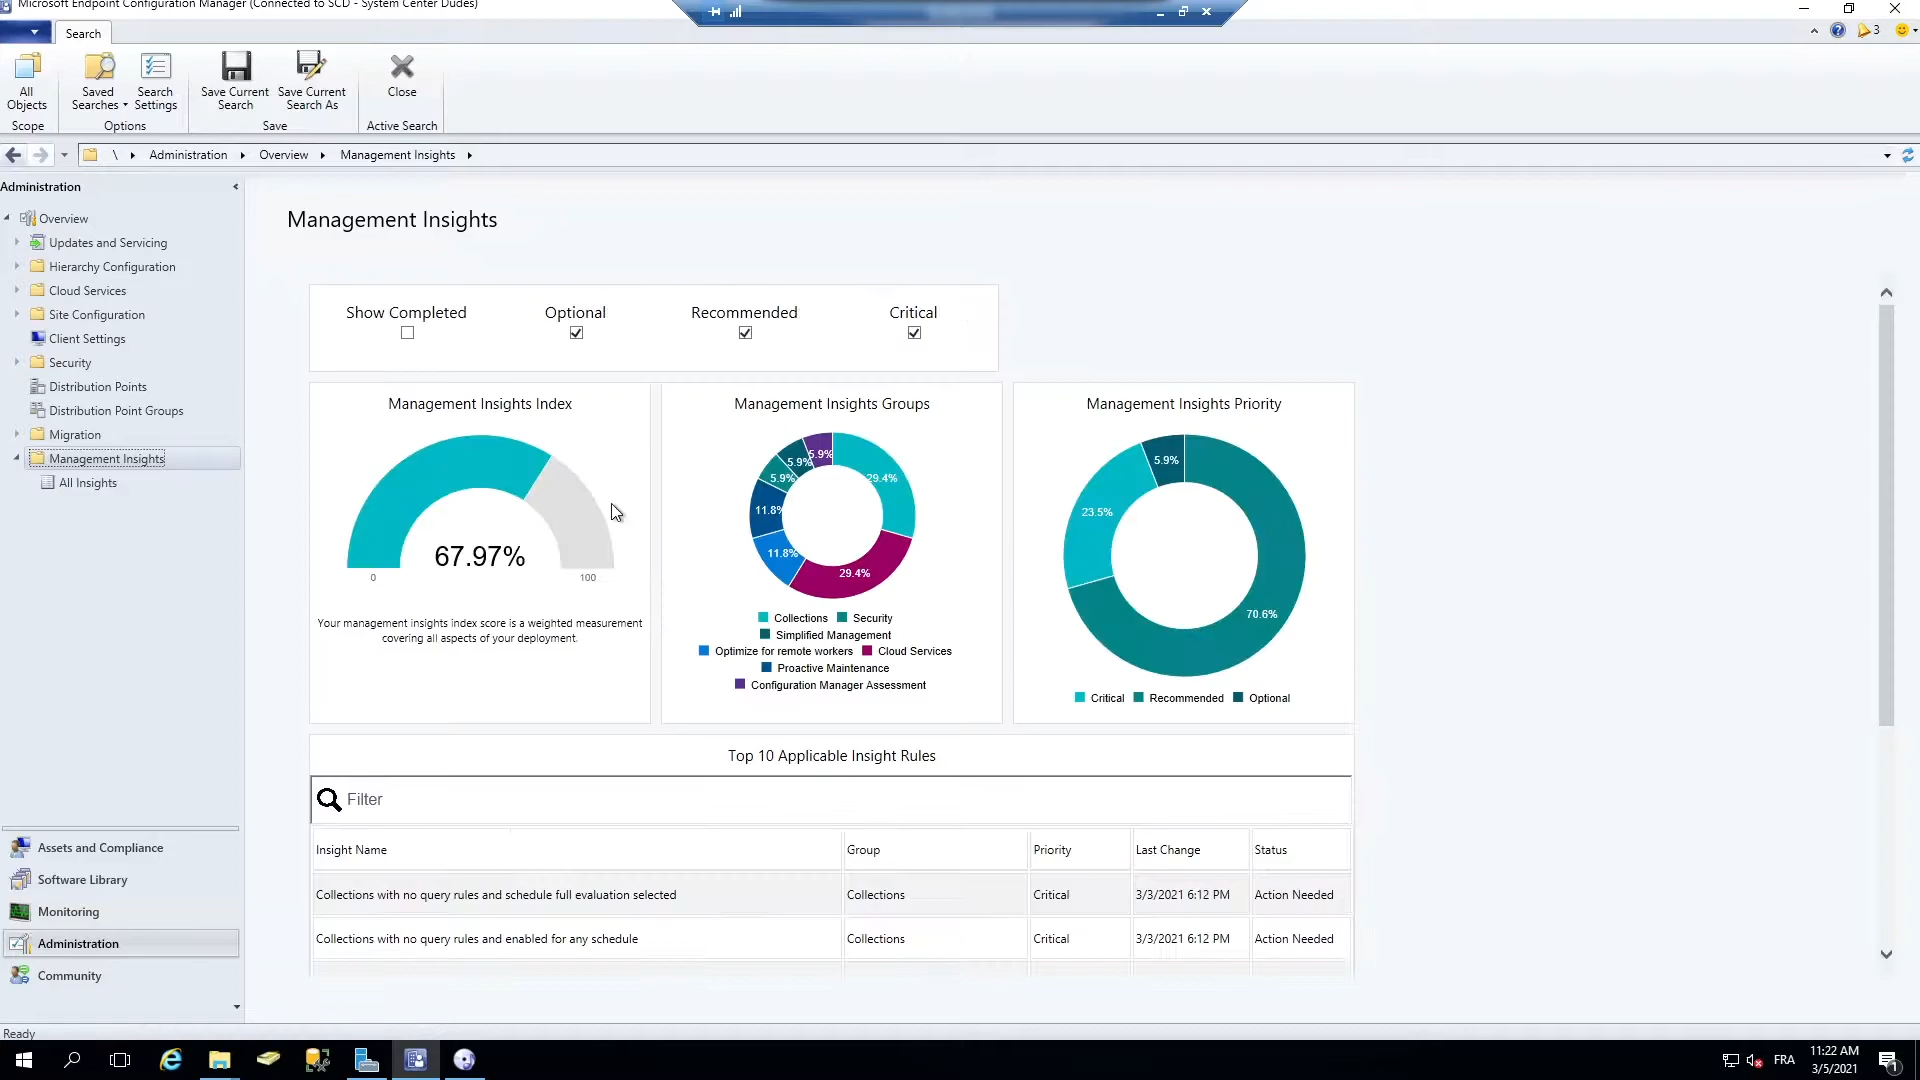 Microsoft Endpoint Configuration Manager (Connected to SCD - System Center Dudes)
Search
3
All Objects
Saved Searches
Search Settings
Save Current Search
Save Current Search As
Close
Scope
Options
Save
Active Search
\ Administration Overview Management Insights
Administration
Overview
Updates and Servicing
Hierarchy Configuration
Cloud Services
Site Configuration
Client Settings
Security
Distribution Points
Distribution Point Groups
Migration
Management Insights
All Insights
Assets and Compliance
Software Library
Monitoring
Administration
Community
Management Insights
Show Completed Optional Recommended Critical
Management Insights Index
67.97%
0 100
Your management insights index score is a weighted measurement
covering all aspects of your deployment.
Management Insights Groups
5.9%
5.9%
5.9%
29.4%
11.8%
11.8%
29.4%
Collections Security
Simplified Management
Optimize for remote workers Cloud Services
Proactive Maintenance
Configuration Manager Assessment
Management Insights Priority
5.9%
23.5%
70.6%
Critical Recommended Optional
Top 10 Applicable Insight Rules
Filter
Insight Name Group Priority Last Change Status
Collections with no query rules and schedule full evaluation selected Collections Critical 3/3/2021 6:12 PM Action Needed
Collections with no query rules and enabled for any schedule Collections Critical 3/3/2021 6:12 PM Action Needed
Ready
FRA
11:22 AM
3/5/2021
1